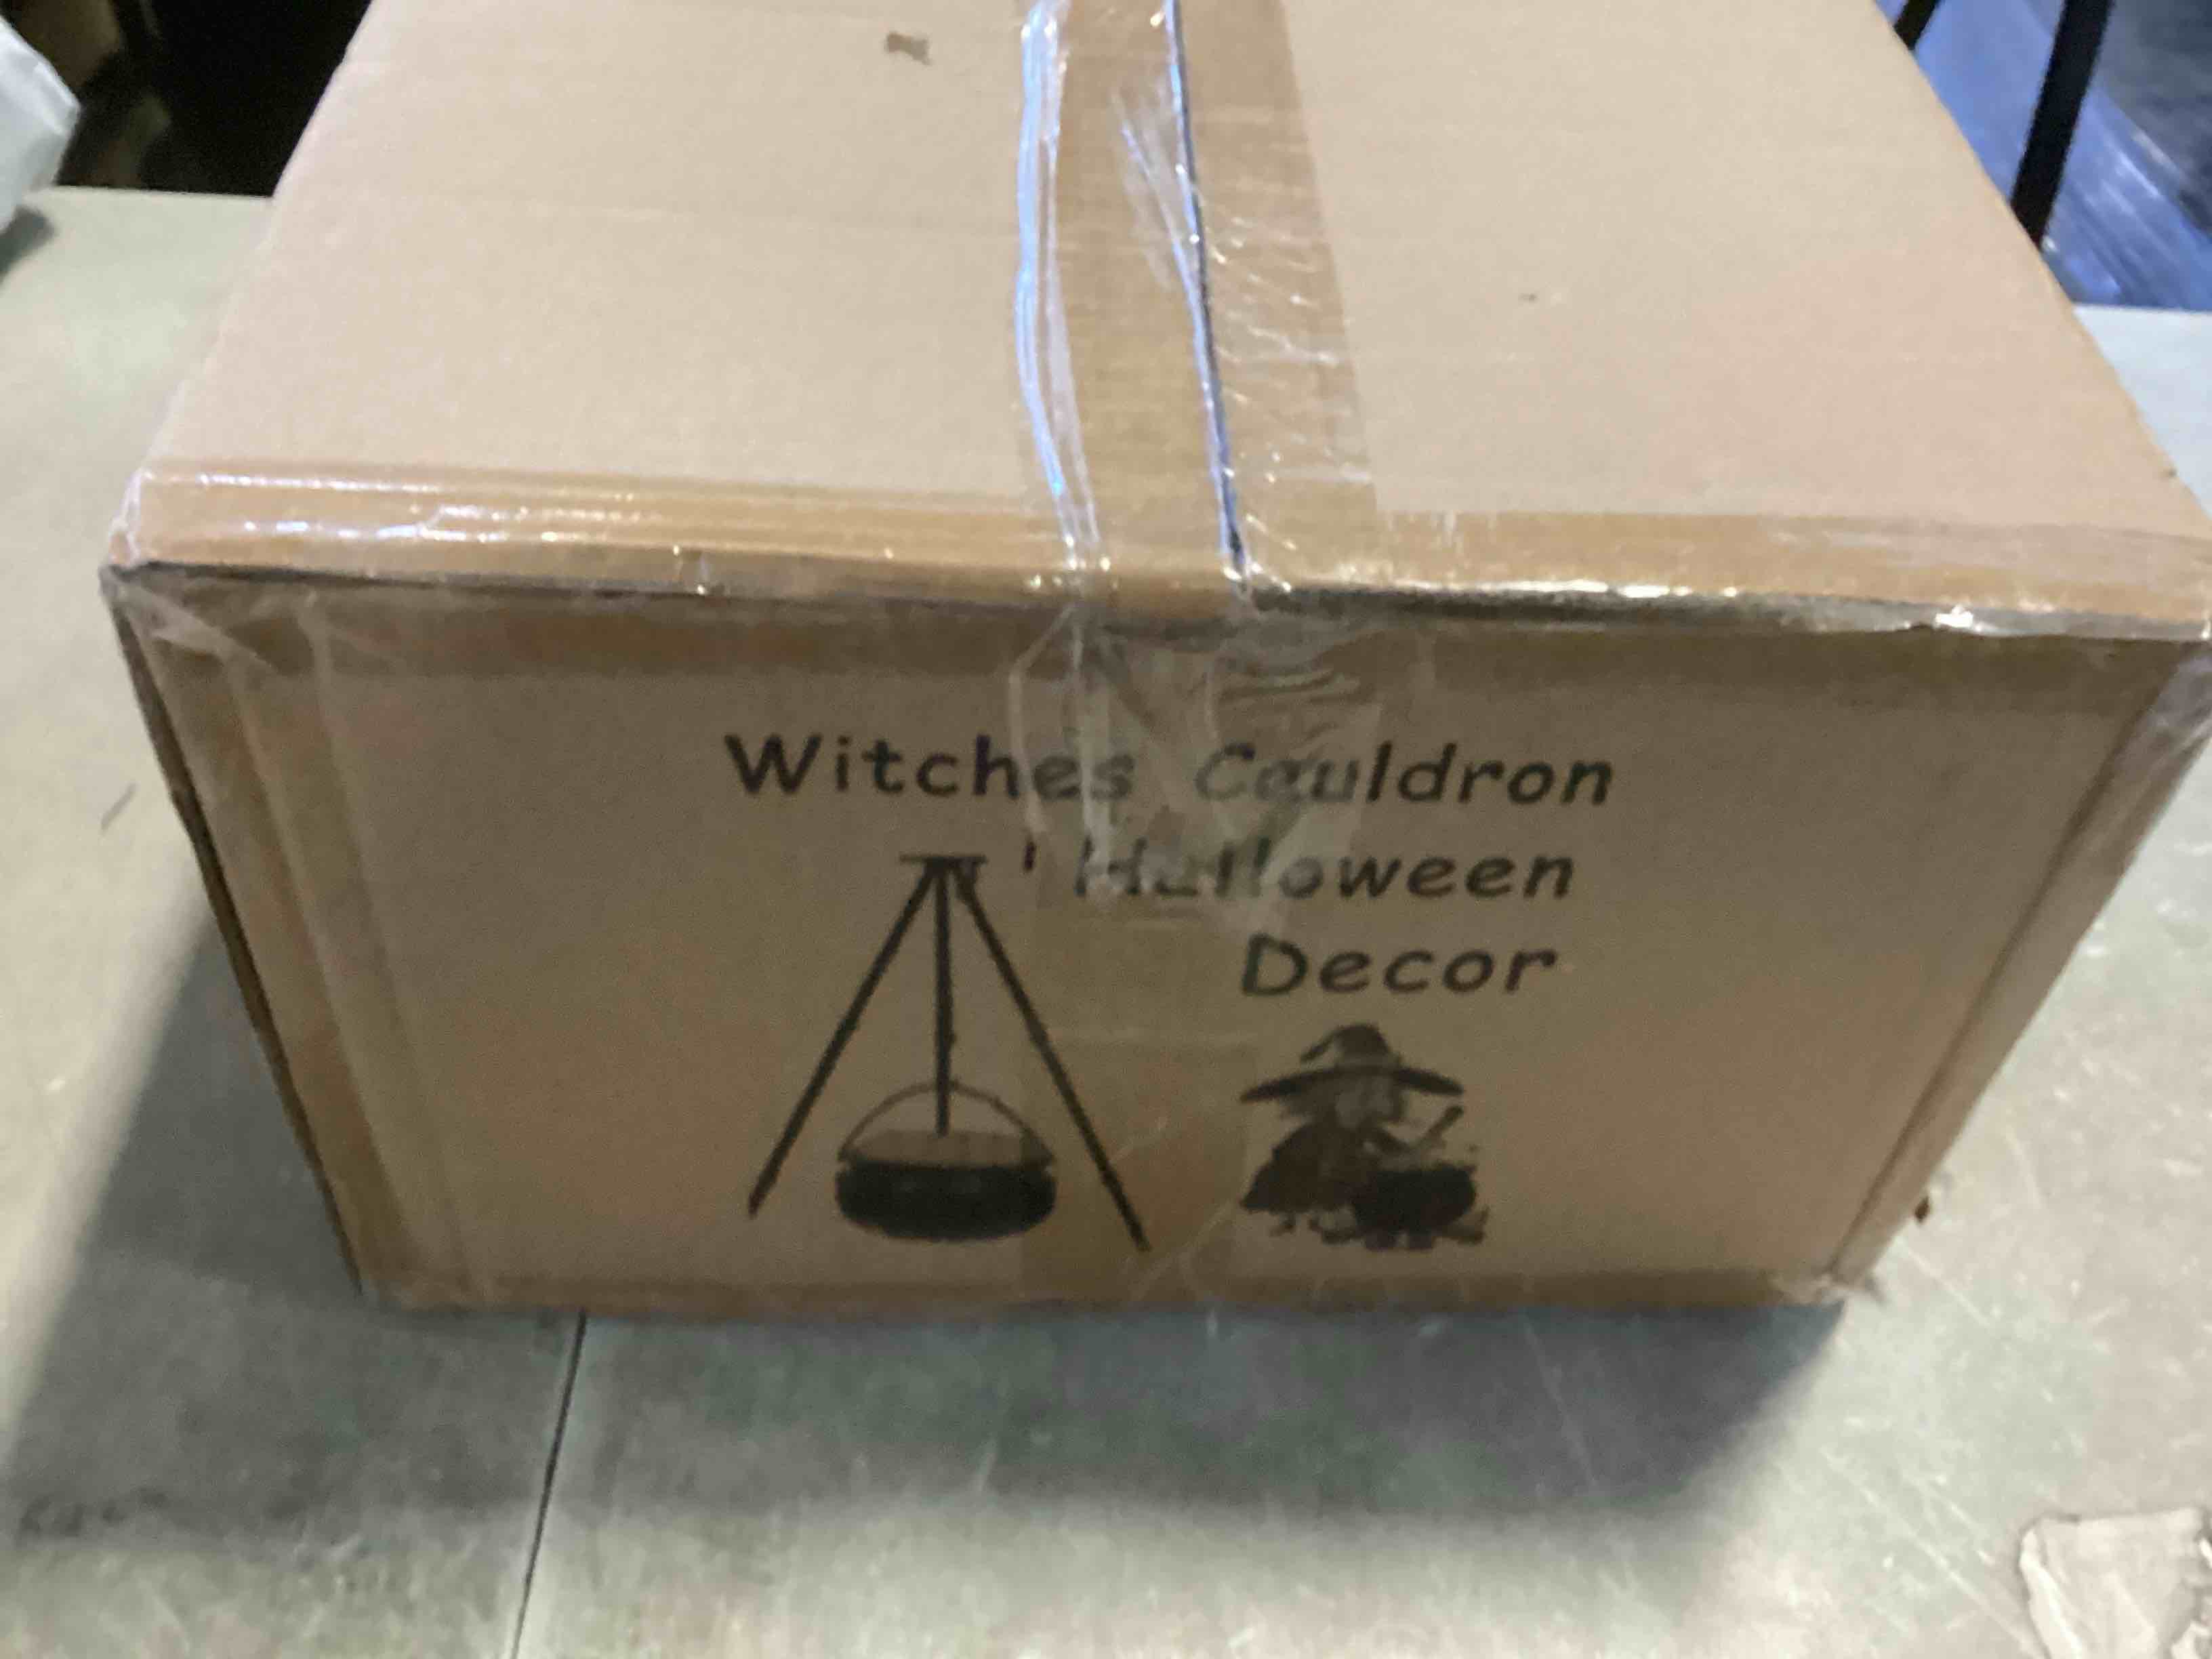 Witches Cauldron
Halloween
Decor